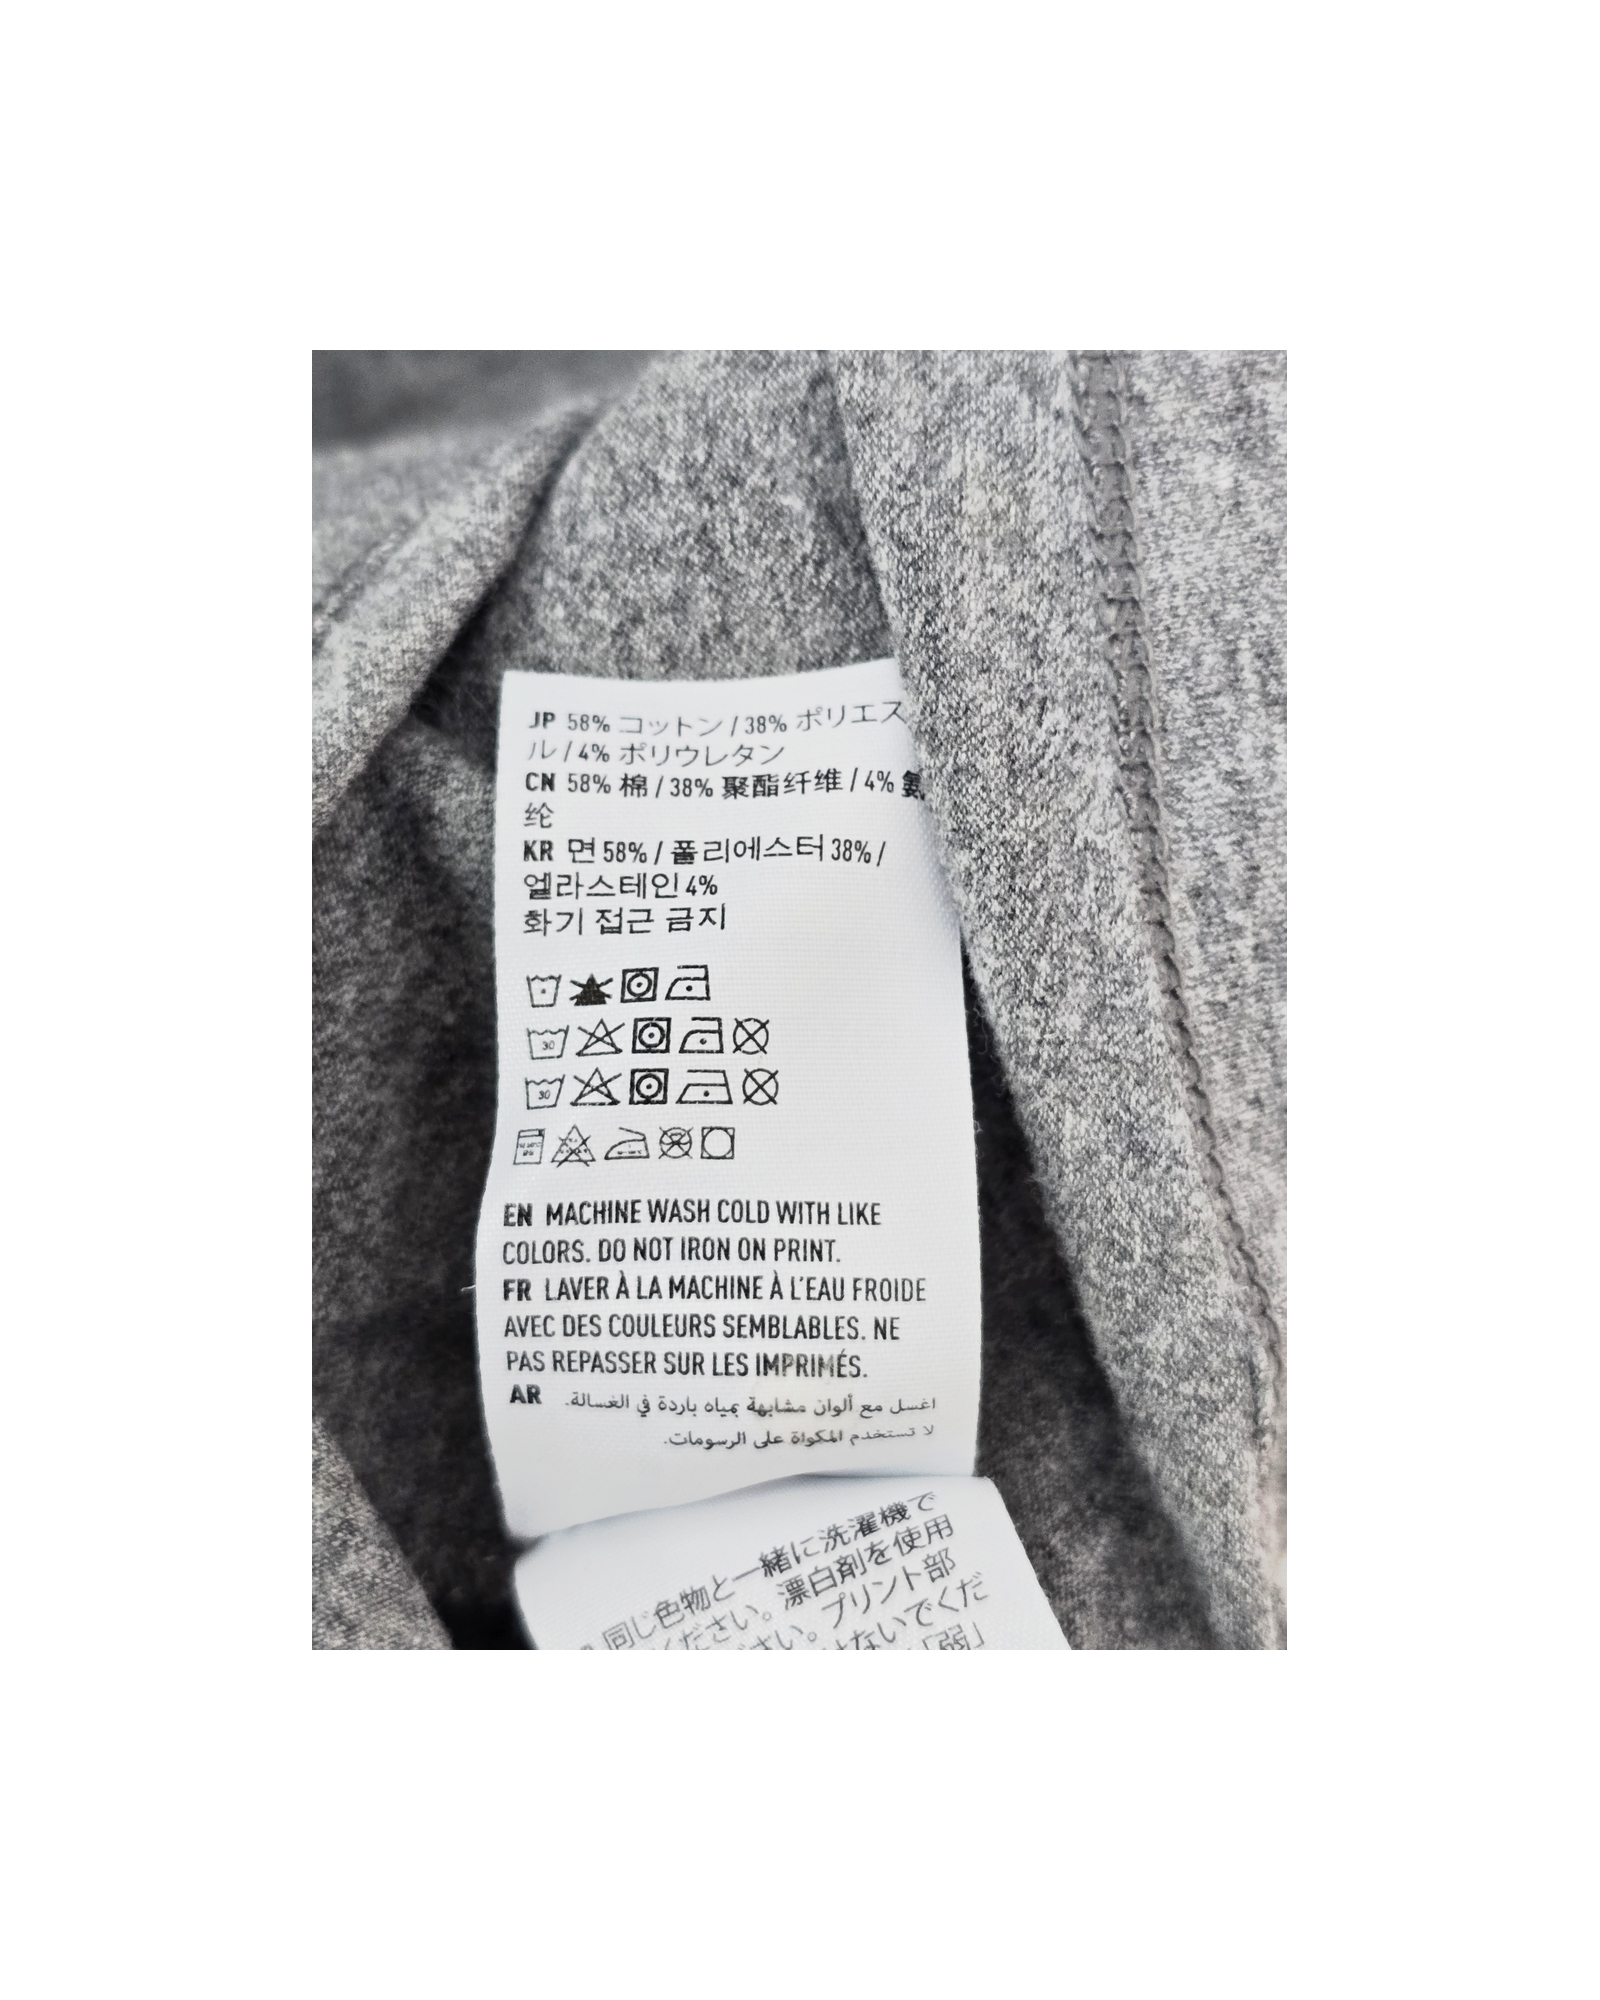 JP 58% コットン / 38% ポリエス
ル / 4% ポリウレタン
CN 58% 棉 / 38% 聚酯纤维 / 4% 氨
纶
KR 면 58% / 폴리에스터 38% /
엘라스테인 4%
화기 접근 금지
30
30
EN MACHINE WASH COLD WITH LIKE
COLORS. DO NOT IRON ON PRINT.
FR LAVER À LA MACHINE À L'EAU FROIDE
AVEC DES COULEURS SEMBLABLES. NE
PAS REPASSER SUR LES IMPRIMÉS.
AR اغسل مع ألوان مشابهة بمياه باردة في الغسالة.
لا تستخدم المكواة على الرسومات.
同じ色物と一緒に洗濯機で
ください。漂白剤を使用
さい。プリント部
ないでくだ
「弱」